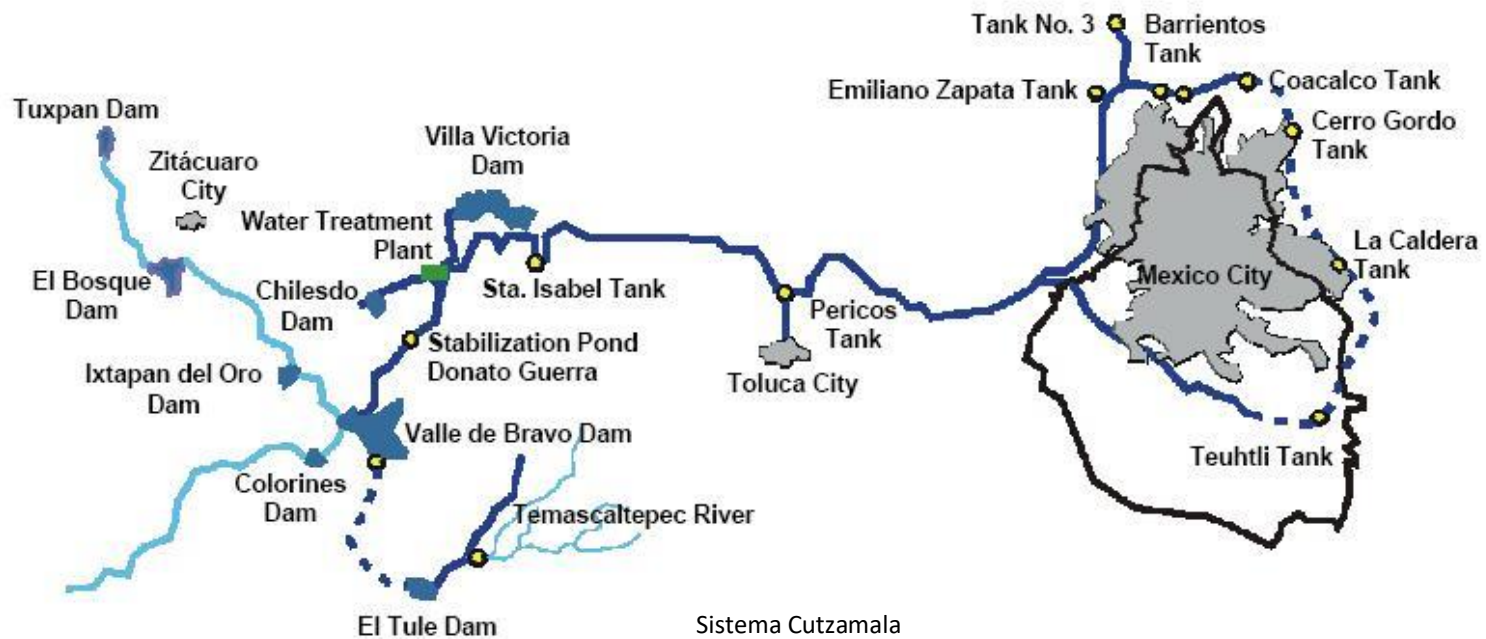 Tank No. 3
Barrientos
Tank
Emiliano Zapata Tank
Coacalco Tank
Cerro Gordo
Tank
Tuxpan Dam
Zitácuaro
City
Villa Victoria
Dam
Water Treatment
Plant
El Bosque
Dam
Chilesdo
Dam
Sta. Isabel Tank
Pericos
Tank
Mexico City
La Caldera
Tank
Stabilization Pond
Donato Guerra
Toluca City
Ixtapan del Oro
Dam
Valle de Bravo Dam
Colorines
Dam
Teuhtli Tank
Temascaltepec River
El Tule Dam
Sistema Cutzamala